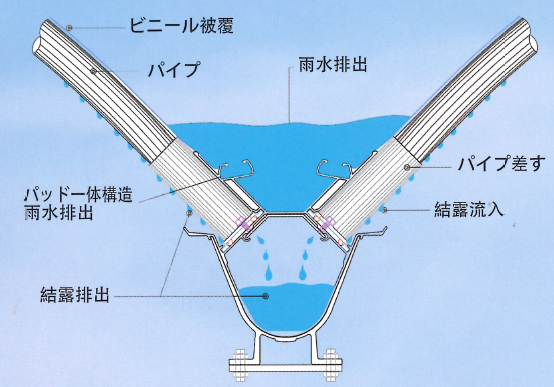 ビニール被覆
パイプ
雨水排出
パイプ差す
パッド一体構造
雨水排出
結露流入
結露排出